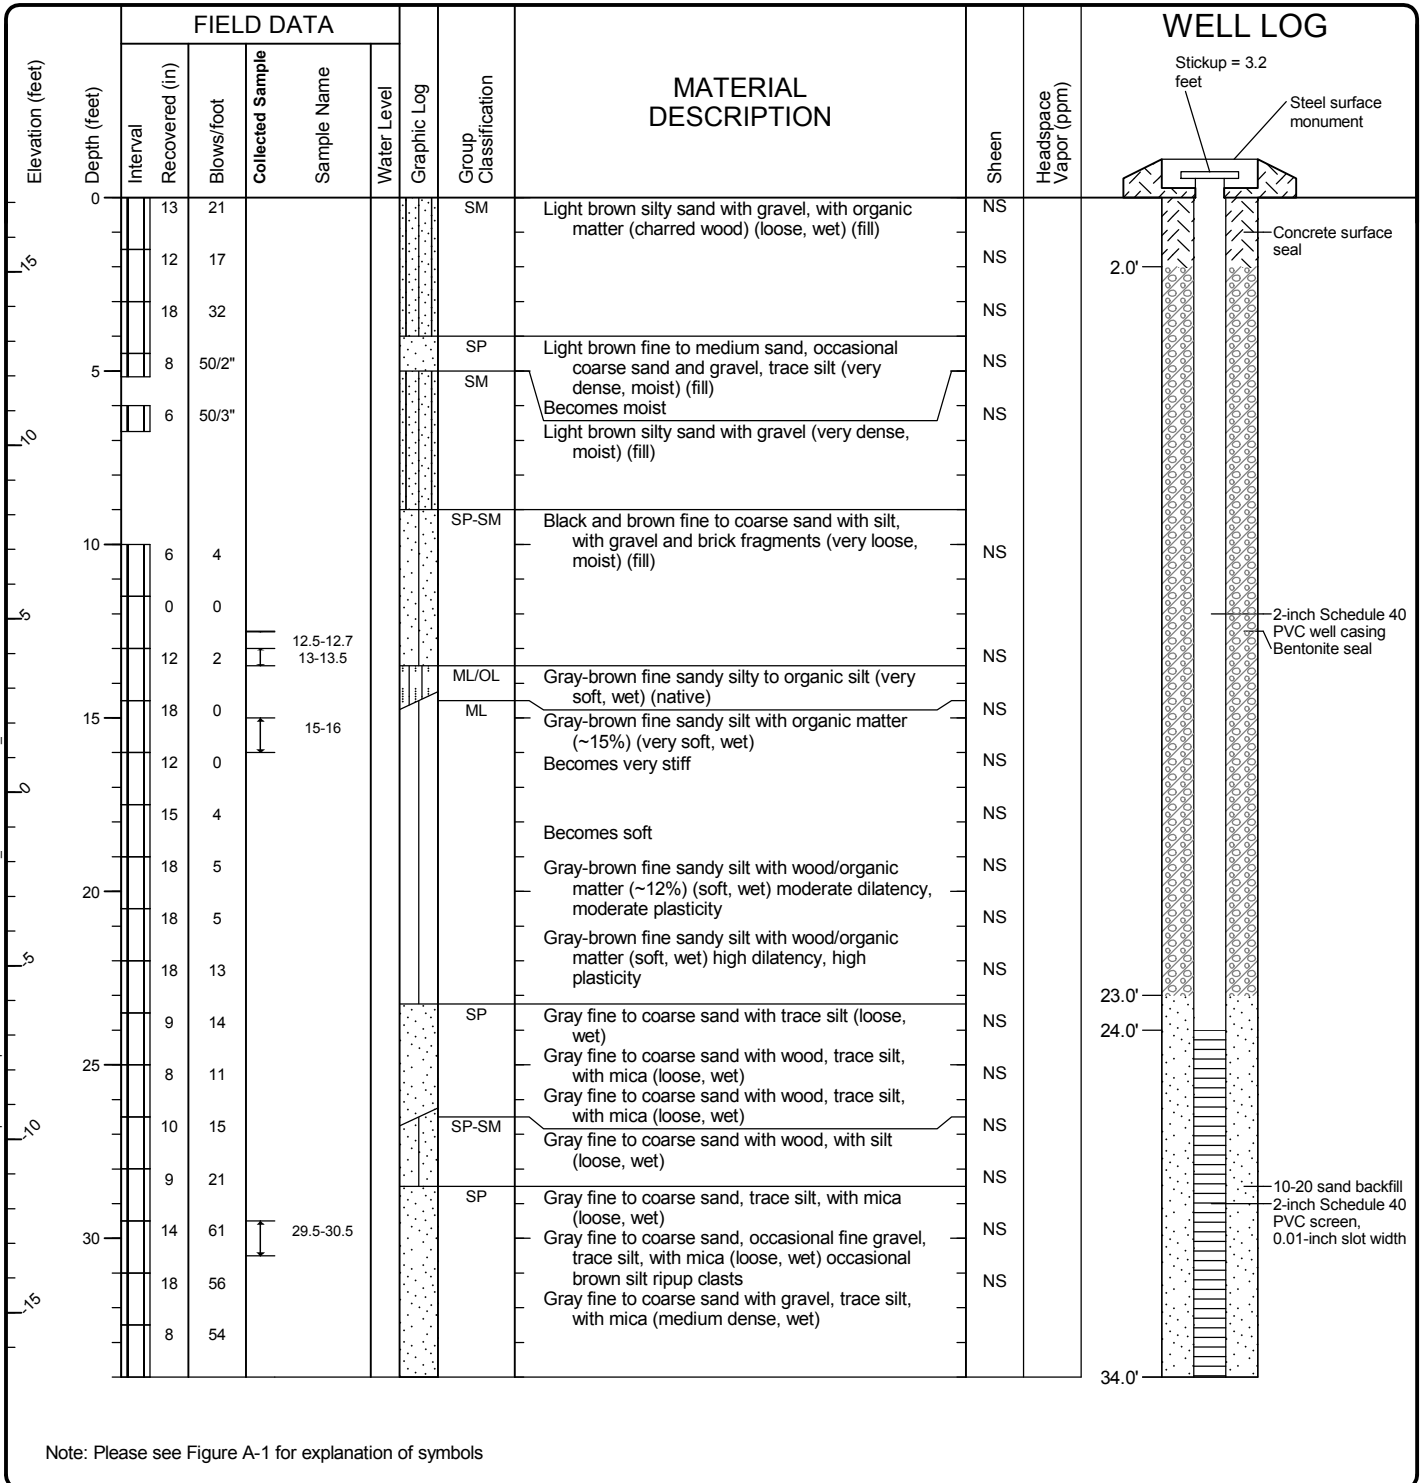 FIELD DATA
WELL LOG
Elevation (feet)
Depth (feet)
Interval
Recovered (in)
Blows/foot
Collected Sample
Sample Name
Water Level
Graphic Log
Group
Classification
MATERIAL
DESCRIPTION
Sheen
Headspace
Vapor (ppm)
Stickup = 3.2
feet
Steel surface
monument
0
13 21
SM
Light brown silty sand with gravel, with organic
matter (charred wood) (loose, wet) (fill)
NS
Concrete surface
seal
15
12 17
NS
2.0'
18 32
NS
SP
Light brown fine to medium sand, occasional
coarse sand and gravel, trace silt (very
dense, moist) (fill)
8 50/2"
NS
5
SM
Becomes moist
6 50/3"
NS
Light brown silty sand with gravel (very dense,
moist) (fill)
10
SP-SM
Black and brown fine to coarse sand with silt,
with gravel and brick fragments (very loose,
moist) (fill)
10
6 4
NS
0 0
5
2-inch Schedule 40
PVC well casing
Bentonite seal
12.5-12.7
12 2
13-13.5
NS
ML/OL
Gray-brown fine sandy silty to organic silt (very
soft, wet) (native)
18 0
ML
NS
15
15-16
Gray-brown fine sandy silt with organic matter
(~15%) (very soft, wet)
12 0
Becomes very stiff
NS
0
15 4
NS
Becomes soft
18 5
Gray-brown fine sandy silt with wood/organic
matter (~12%) (soft, wet) moderate dilatency,
moderate plasticity
NS
20
18 5
NS
Gray-brown fine sandy silt with wood/organic
matter (soft, wet) high dilatency, high
plasticity
-5
18 13
NS
23.0'
SP
Gray fine to coarse sand with trace silt (loose,
wet)
9 14
NS
24.0'
25
8 11
Gray fine to coarse sand with wood, trace silt,
with mica (loose, wet)
NS
Gray fine to coarse sand with wood, trace silt,
with mica (loose, wet)
-10
10 15
SP-SM
NS
Gray fine to coarse sand with wood, with silt
(loose, wet)
9 21
NS
10-20 sand backfill
2-inch Schedule 40
PVC screen,
0.01-inch slot width
SP
Gray fine to coarse sand, trace silt, with mica
(loose, wet)
14 61
29.5-30.5
NS
30
Gray fine to coarse sand, occasional fine gravel,
trace silt, with mica (loose, wet) occasional
brown silt ripup clasts
18 56
NS
-15
Gray fine to coarse sand with gravel, trace silt,
with mica (medium dense, wet)
8 54
34.0'
Note: Please see Figure A-1 for explanation of symbols